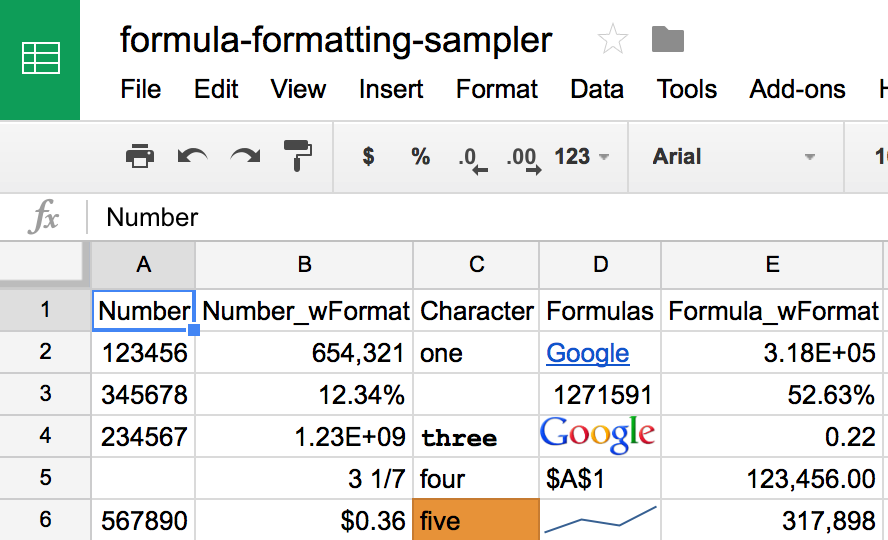 formula-formatting-sampler
File Edit View Insert Format Data Tools Add-ons
$ % .0 .00 123 Arial
fx Number
A B C D E
1 Number Number_wFormat Character Formulas Formula_wFormat
2 123456 654,321 one Google 3.18E+05
3 345678 12.34% 1271591 52.63%
4 234567 1.23E+09 three Google 0.22
5 3 1/7 four $A$1 123,456.00
6 567890 $0.36 five 317,898